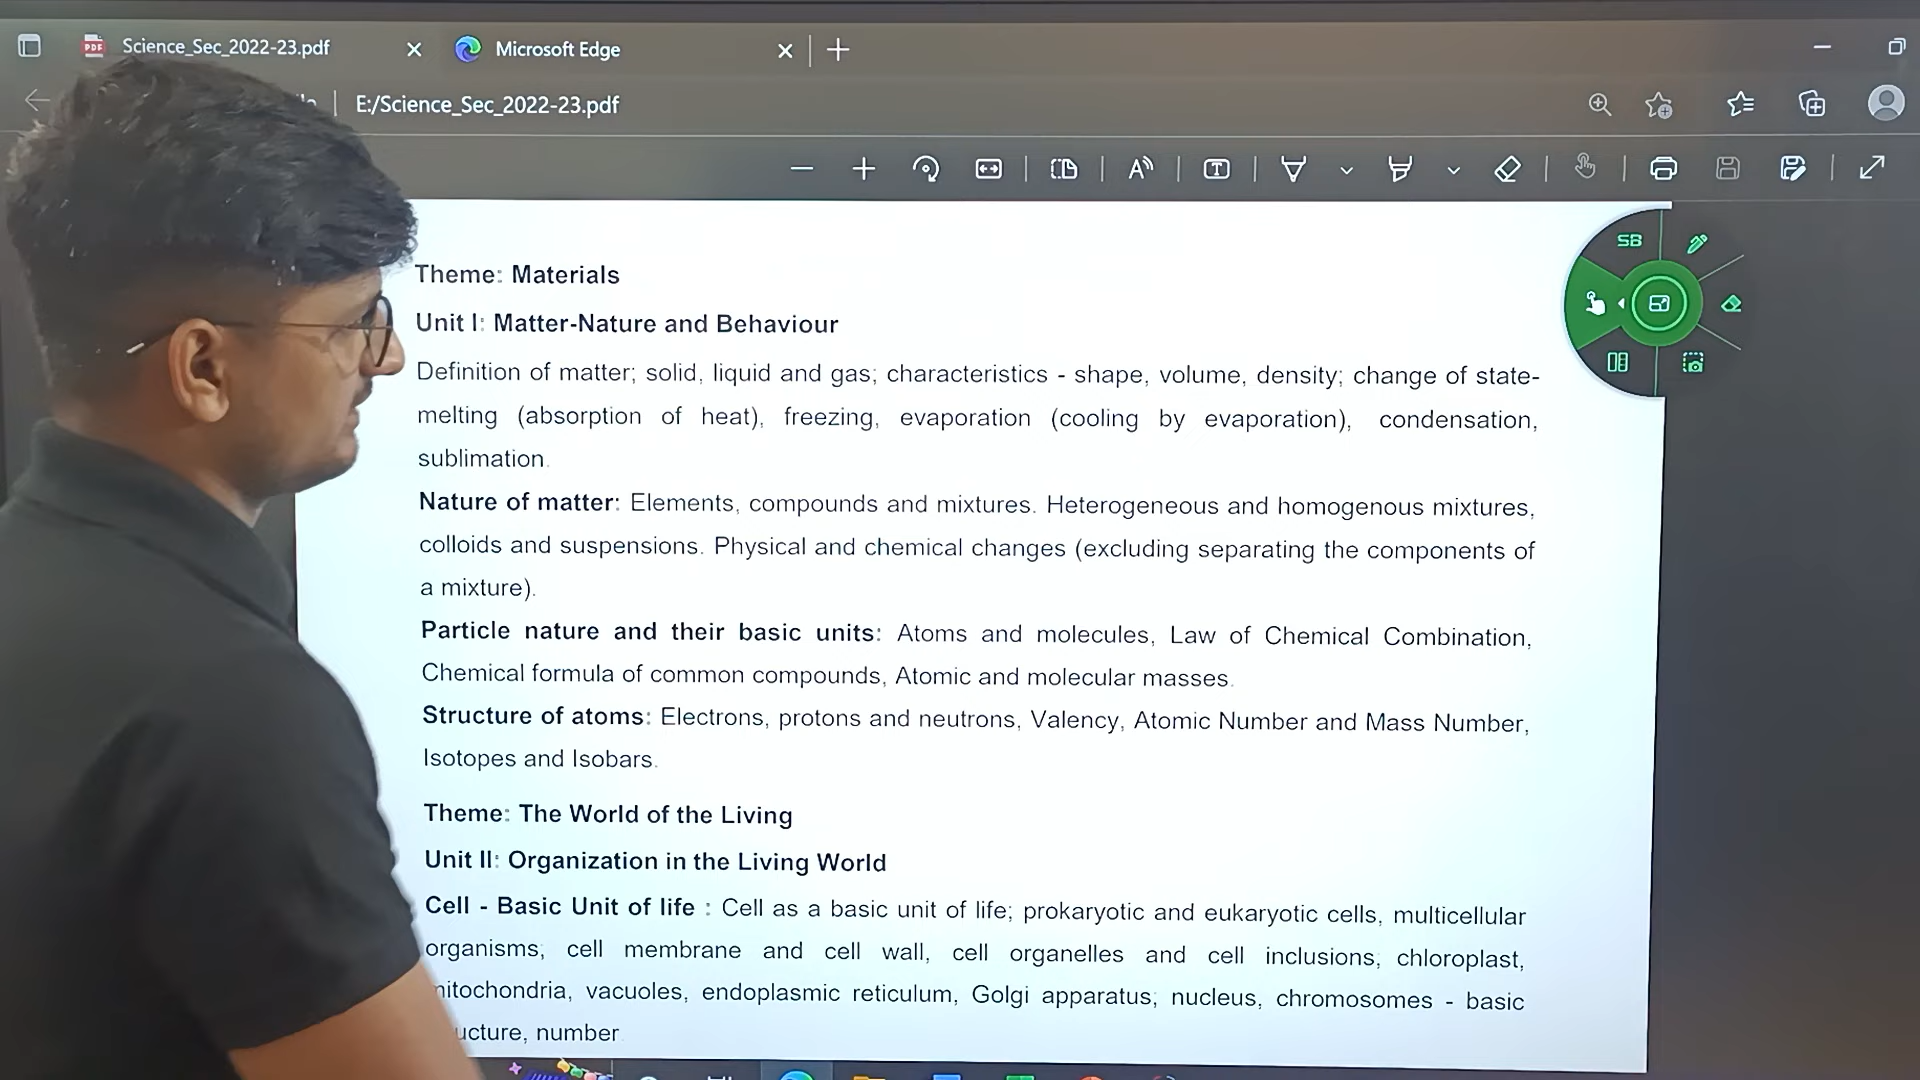 Science_Sec_2022-23.pdf
Microsoft Edge
E:/Science_Sec_2022-23.pdf
SB
Theme: Materials
Unit I: Matter-Nature and Behaviour
Definition of matter; solid, liquid and gas; characteristics - shape, volume, density; change of state-
melting (absorption of heat), freezing, evaporation (cooling by evaporation), condensation,
sublimation.
Nature of matter: Elements, compounds and mixtures. Heterogeneous and homogenous mixtures,
colloids and suspensions. Physical and chemical changes (excluding separating the components of
a mixture).
Particle nature and their basic units: Atoms and molecules, Law of Chemical Combination,
Chemical formula of common compounds, Atomic and molecular masses.
Structure of atoms: Electrons, protons and neutrons, Valency, Atomic Number and Mass Number,
Isotopes and Isobars.
Theme: The World of the Living
Unit II: Organization in the Living World
Cell - Basic Unit of life : Cell as a basic unit of life; prokaryotic and eukaryotic cells, multicellular
organisms; cell membrane and cell wall, cell organelles and cell inclusions; chloroplast,
mitochondria, vacuoles, endoplasmic reticulum, Golgi apparatus; nucleus, chromosomes - basic
ucture, number